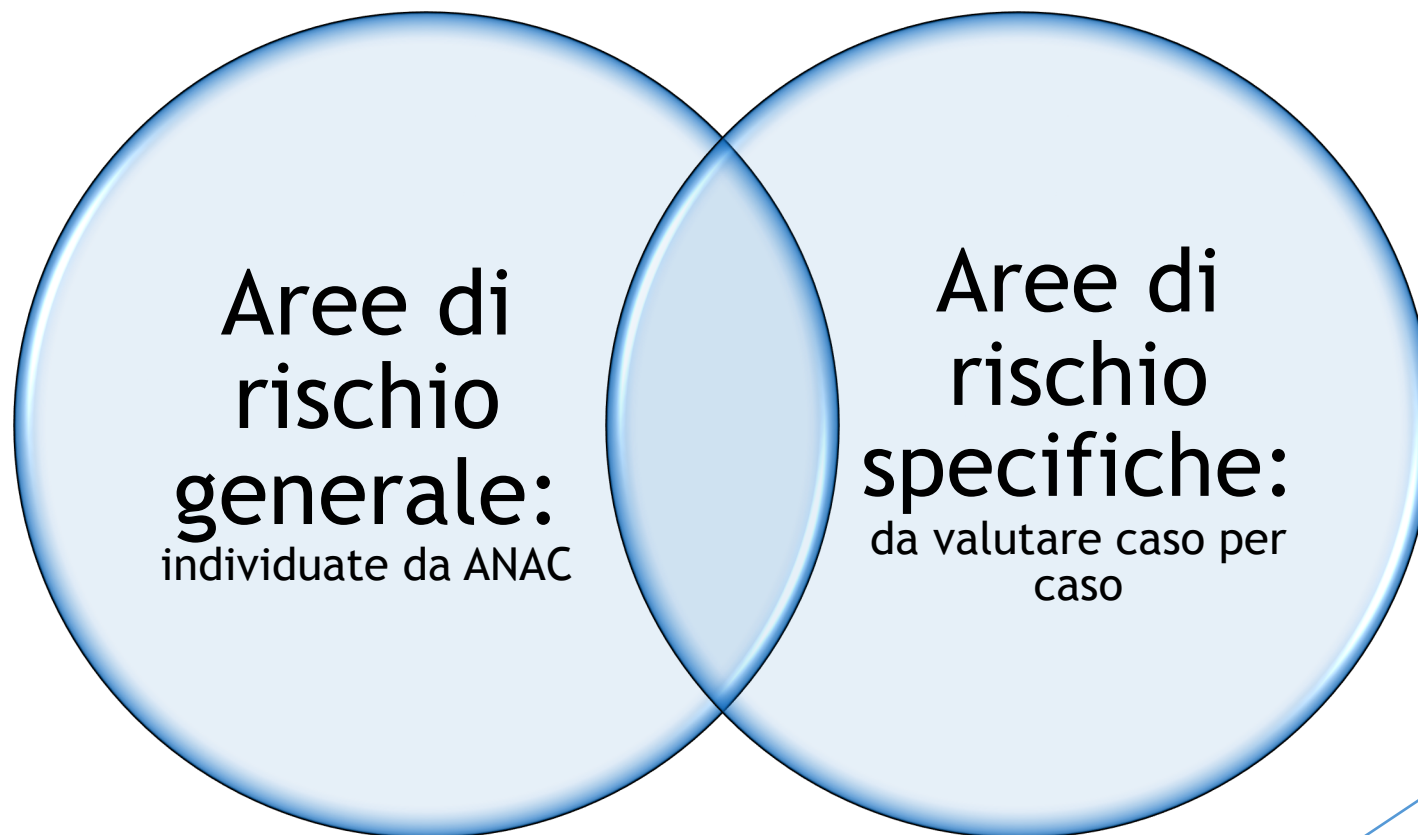 Aree di
rischio
generale:
individuate da ANAC
Aree di
rischio
specifiche:
da valutare caso per
caso